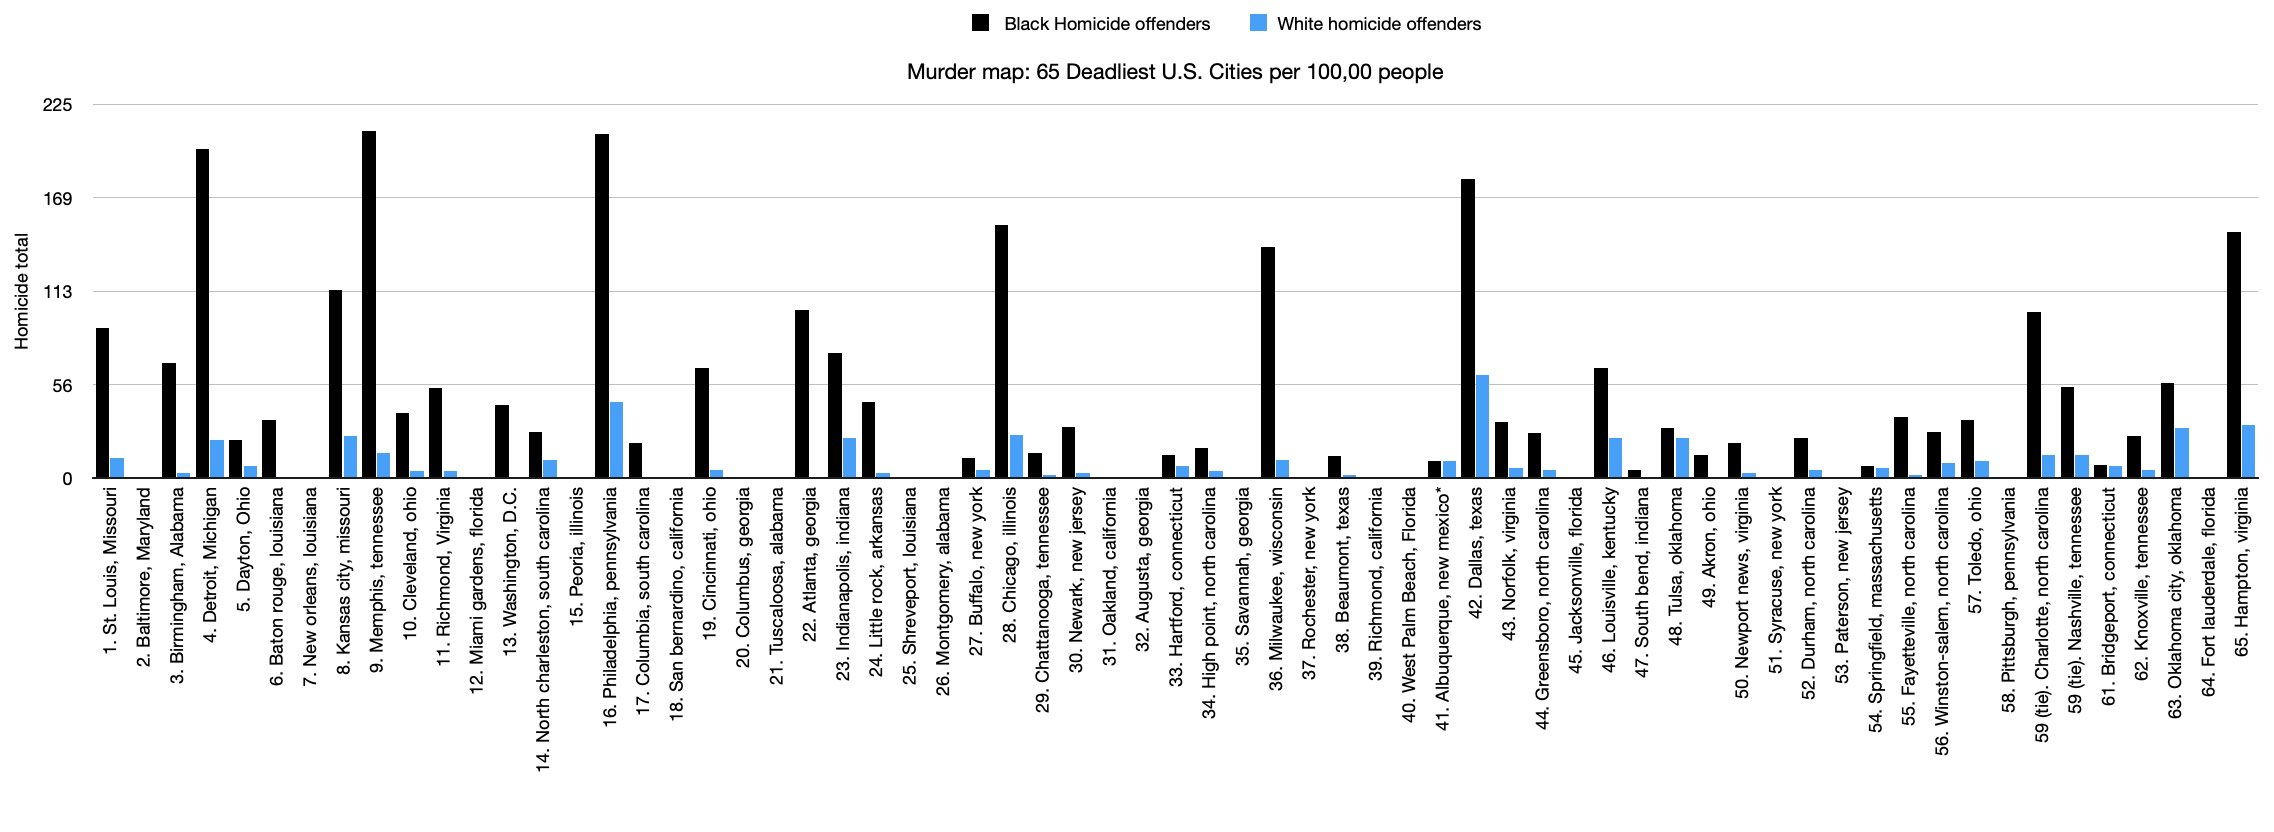 Black Homicide offenders
White homicide offenders
Murder map: 65 Deadliest U.S. Cities per 100,00 people
Homicide total
225
169
113
56
0
1. St. Louis, Missouri
2. Baltimore, Maryland
3. Birmingham, Alabama
4. Detroit, Michigan
5. Dayton, Ohio
6. Baton rouge, louisiana
7. New orleans, louisiana
8. Kansas city, missouri
9. Memphis, tennessee
10. Cleveland, ohio
11. Richmond, Virginia
12. Miami gardens, florida
13. Washington, D.C.
14. North charleston, south carolina
15. Peoria, illinois
16. Philadelphia, pennsylvania
17. Columbia, south carolina
18. San bernardino, california
19. Cincinnati, ohio
20. Columbus, georgia
21. Tuscaloosa, alabama
22. Atlanta, georgia
23. Indianapolis, indiana
24. Little rock, arkansas
25. Shreveport, louisiana
26. Montgomery, alabama
27. Buffalo, new york
28. Chicago, illinois
29. Chattanooga, tennessee
30. Newark, new jersey
31. Oakland, california
32. Augusta, georgia
33. Hartford, connecticut
34. High point, north carolina
35. Savannah, georgia
36. Milwaukee, wisconsin
37. Rochester, new york
38. Beaumont, texas
39. Richmond, california
40. West Palm Beach, Florida
41. Albuquerque, new mexico*
42. Dallas, texas
43. Norfolk, virginia
44. Greensboro, north carolina
45. Jacksonville, florida
46. Louisville, kentucky
47. South bend, indiana
48. Tulsa, oklahoma
49. Akron, ohio
50. Newport news, virginia
51. Syracuse, new york
52. Durham, north carolina
53. Paterson, new jersey
54. Springfield, massachusetts
55. Fayetteville, north carolina
56. Winston-salem, north carolina
57. Toledo, ohio
58. Pittsburgh, pennsylvania
59 (tie). Charlotte, north carolina
59 (tie). Nashville, tennessee
61. Bridgeport, connecticut
62. Knoxville, tennessee
63. Oklahoma city, oklahoma
64. Fort lauderdale, florida
65. Hampton, virginia